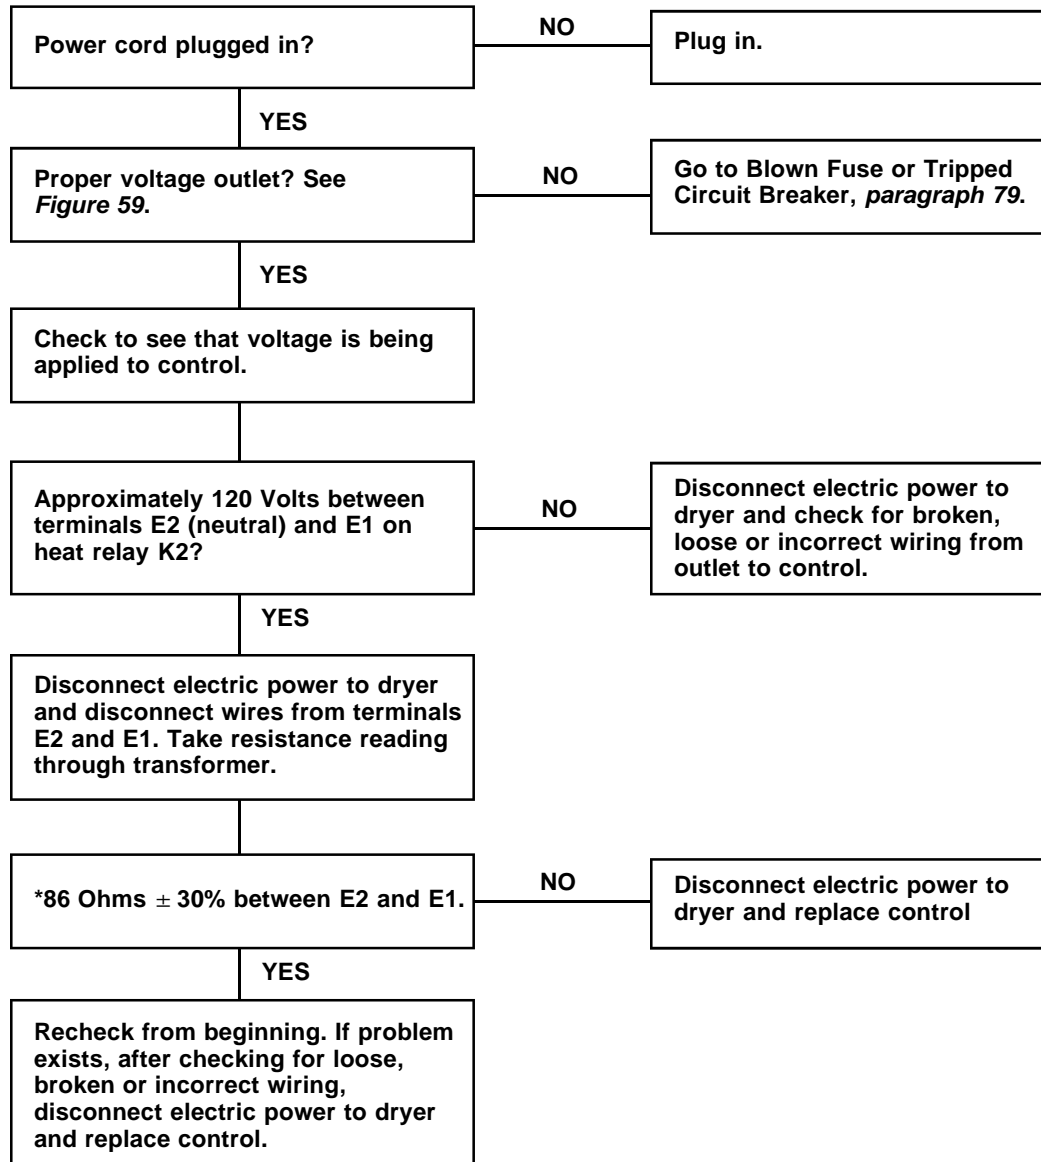 Power cord plugged in?
NO
Plug in.
YES
Proper voltage outlet? See
Figure 59.
NO
Go to Blown Fuse or Tripped
Circuit Breaker, paragraph 79.
YES
Check to see that voltage is being
applied to control.
Approximately 120 Volts between
terminals E2 (neutral) and E1 on
heat relay K2?
NO
Disconnect electric power to
dryer and check for broken,
loose or incorrect wiring from
outlet to control.
YES
Disconnect electric power to dryer
and disconnect wires from terminals
E2 and E1. Take resistance reading
through transformer.
*86 Ohms ± 30% between E2 and E1.
NO
Disconnect electric power to
dryer and replace control
YES
Recheck from beginning. If problem
exists, after checking for loose,
broken or incorrect wiring,
disconnect electric power to dryer
and replace control.